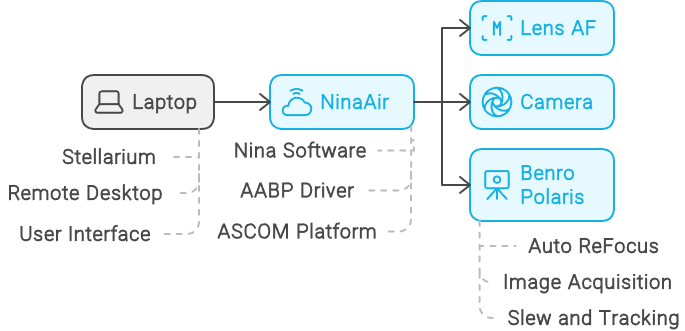 [M] Lens AF
Laptop
NinaAir
Camera
Stellarium
Nina Software
Benro
Polaris
Remote Desktop
AABP Driver
User Interface
ASCOM Platform
Auto ReFocus
Image Acquisition
Slew and Tracking